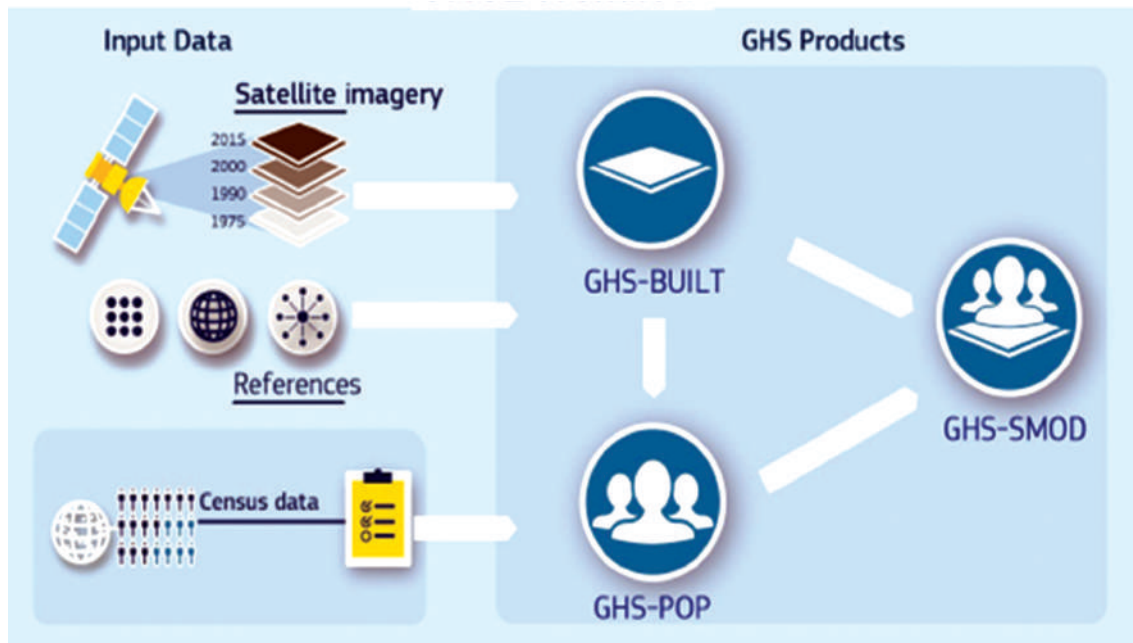 Input Data
GHS Products
Satellite imagery
2015
2000
1990
1975
GHS-BUILT
References
GHS-SMOD
Census data
GHS-POP